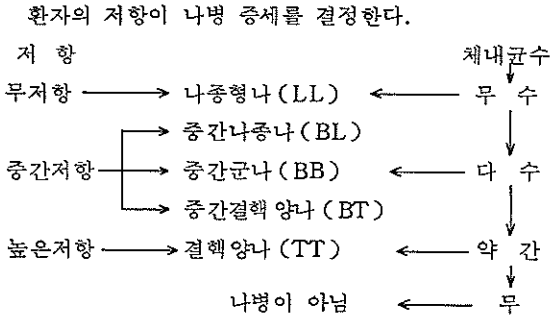 환자의 저항이 나병 증세를 결정한다.
저 항 체내균수
무저항 → 나종형나 (LL) ← 무 수
중간나종나 (BL)
중간저항 → 중간군나 (BB) ← 다 수
중간결핵양나 (BT)
높은저항 → 결핵양나 (TT) ← 약 간
나병이 아님 ← 무